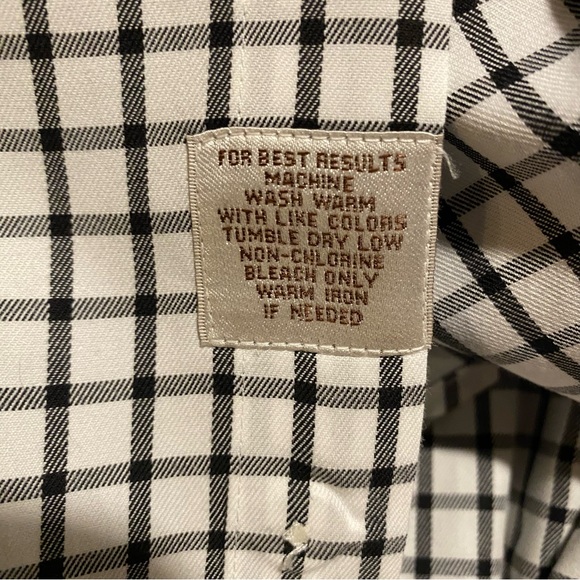 FOR BEST RESULTS
MACHINE
WASH WARM
WITH LIKE COLORS
TUMBLE DRY LOW
NON-CHLORINE
BLEACH ONLY
WARM IRON
IF NEEDED